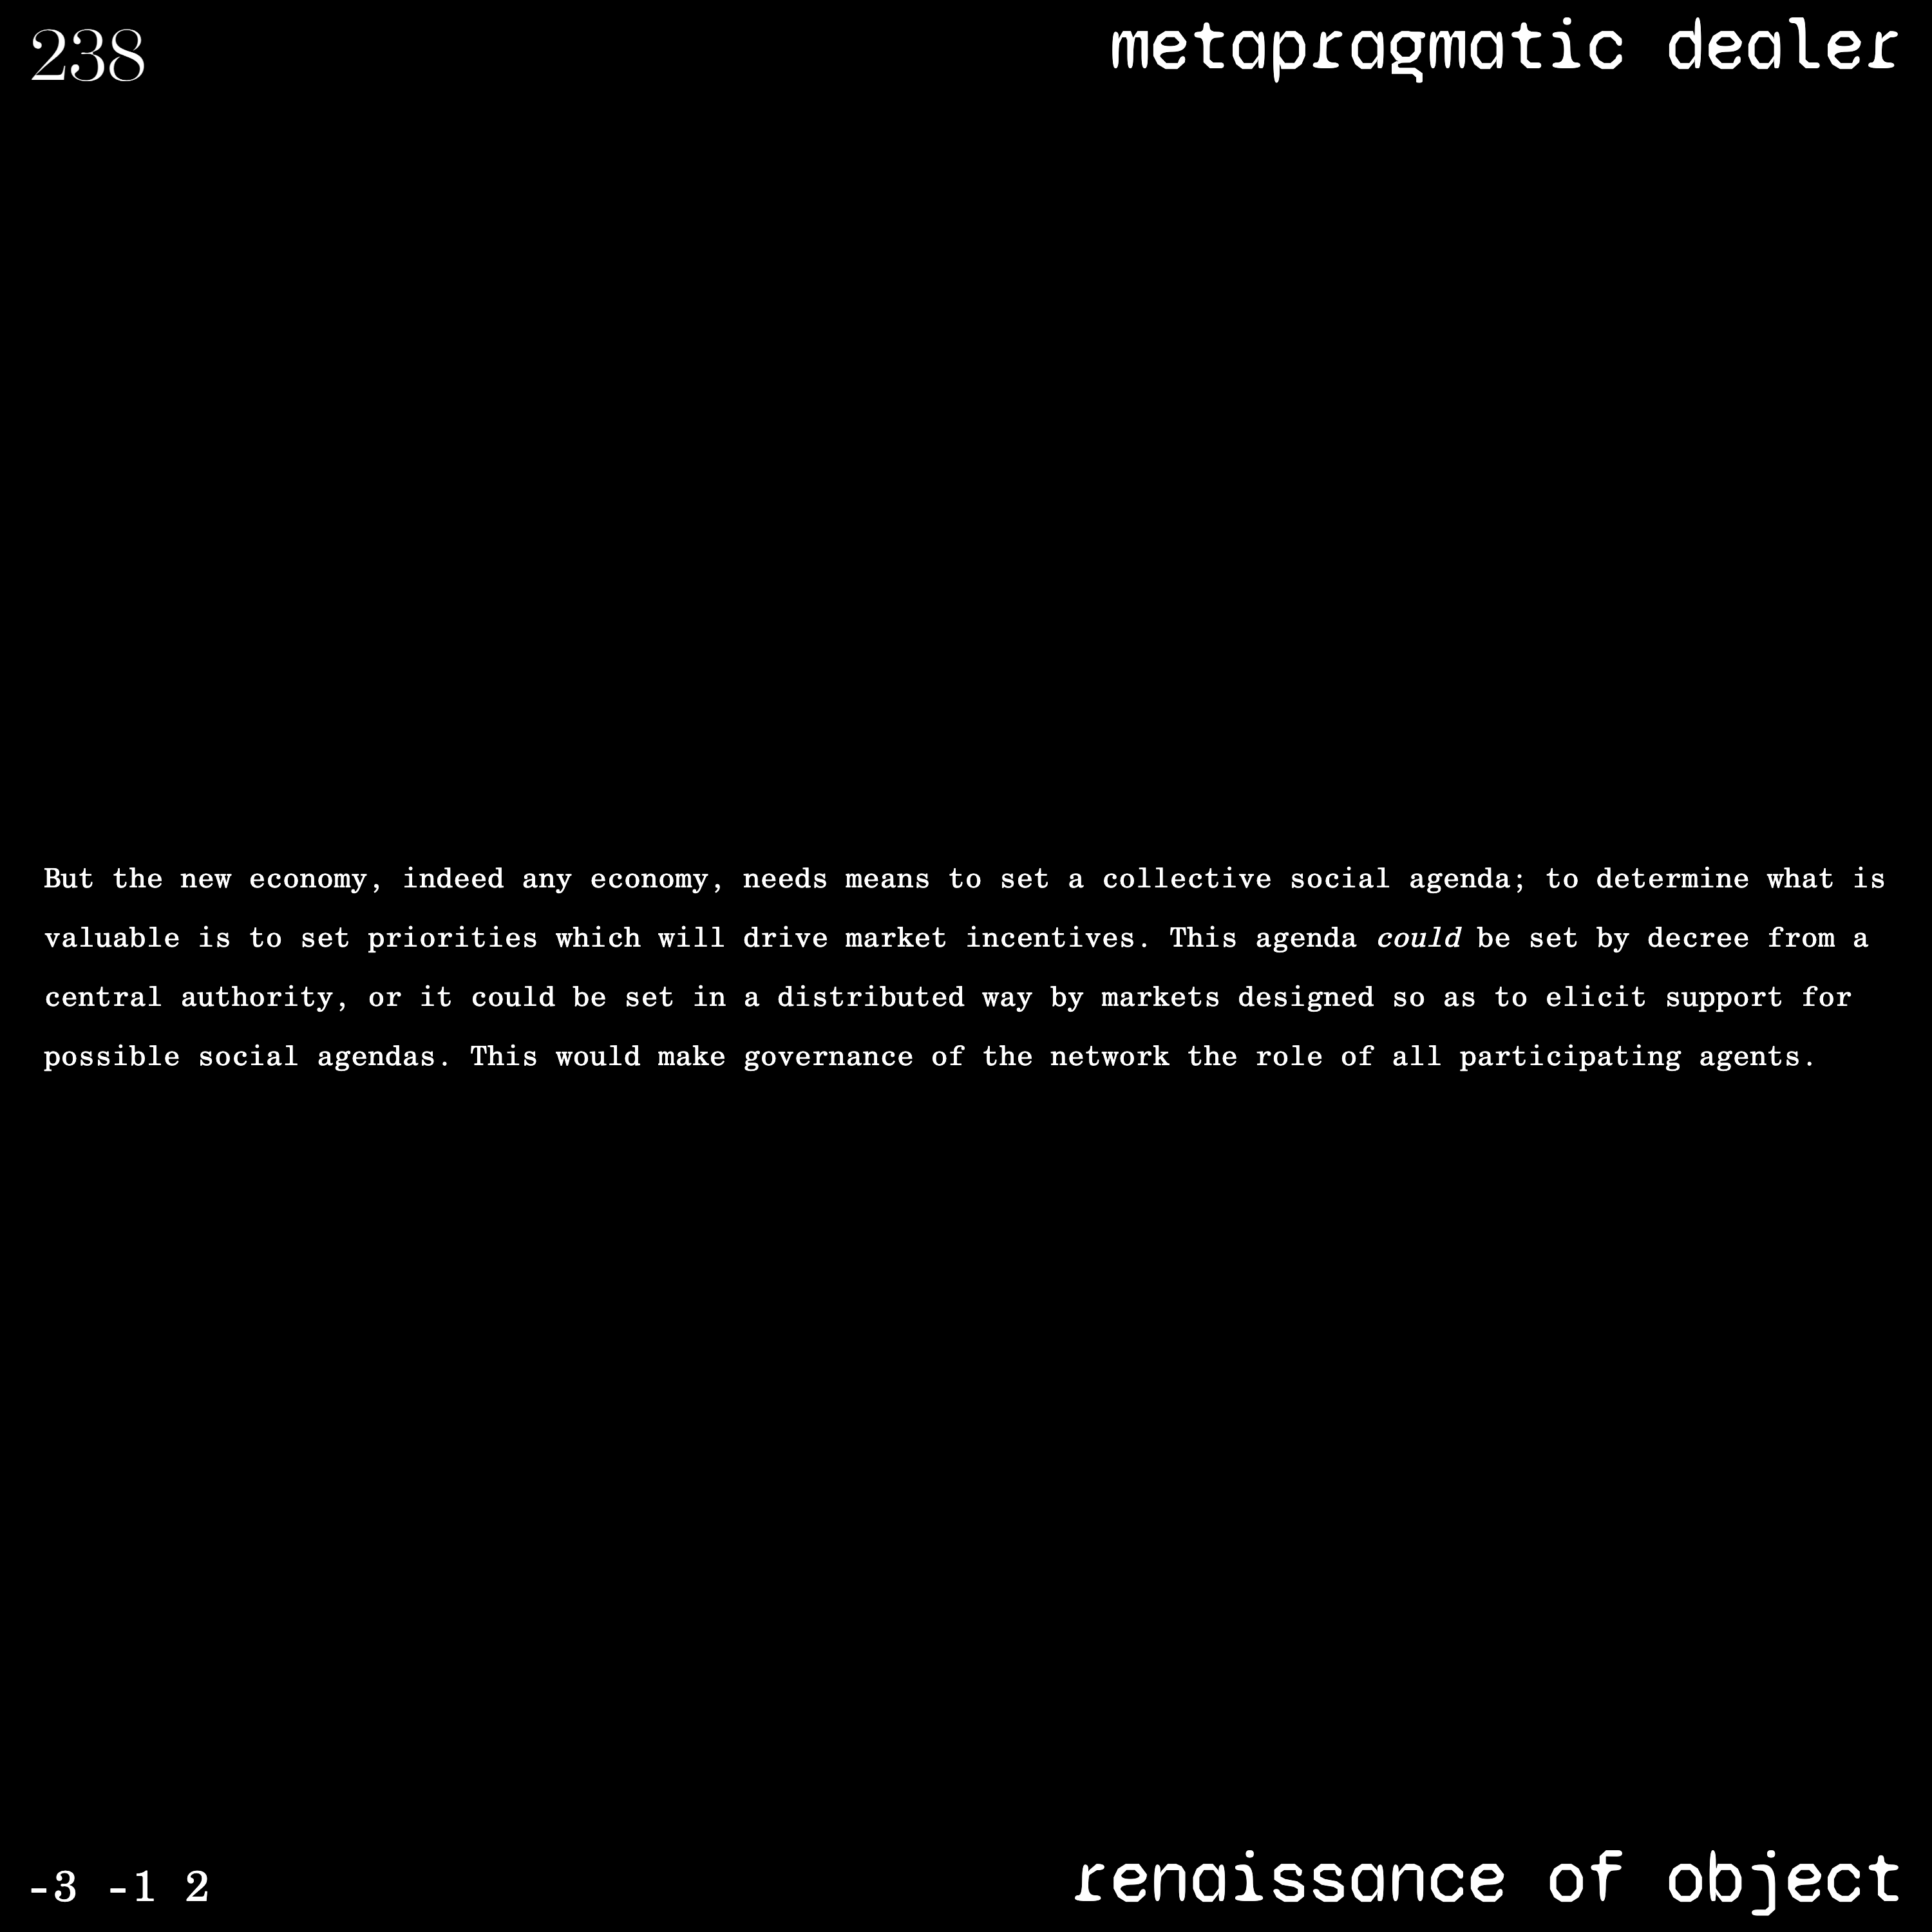 238
metapragmatic dealer
But the new economy, indeed any economy, needs means to set a collective social agenda; to determine what is
valuable is to set priorities which will drive market incentives. This agenda could be set by decree from a
central authority, or it could be set in a distributed way by markets designed so as to elicit support for
possible social agendas. This would make governance of the network the role of all participating agents.
-3 -1 2
renaissance of object